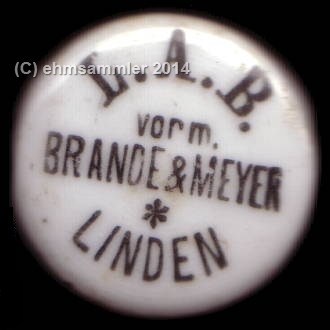 (C) ehmsammler 2014
L.A.B.
vorm.
BRANDE & MEYER
*
LINDEN